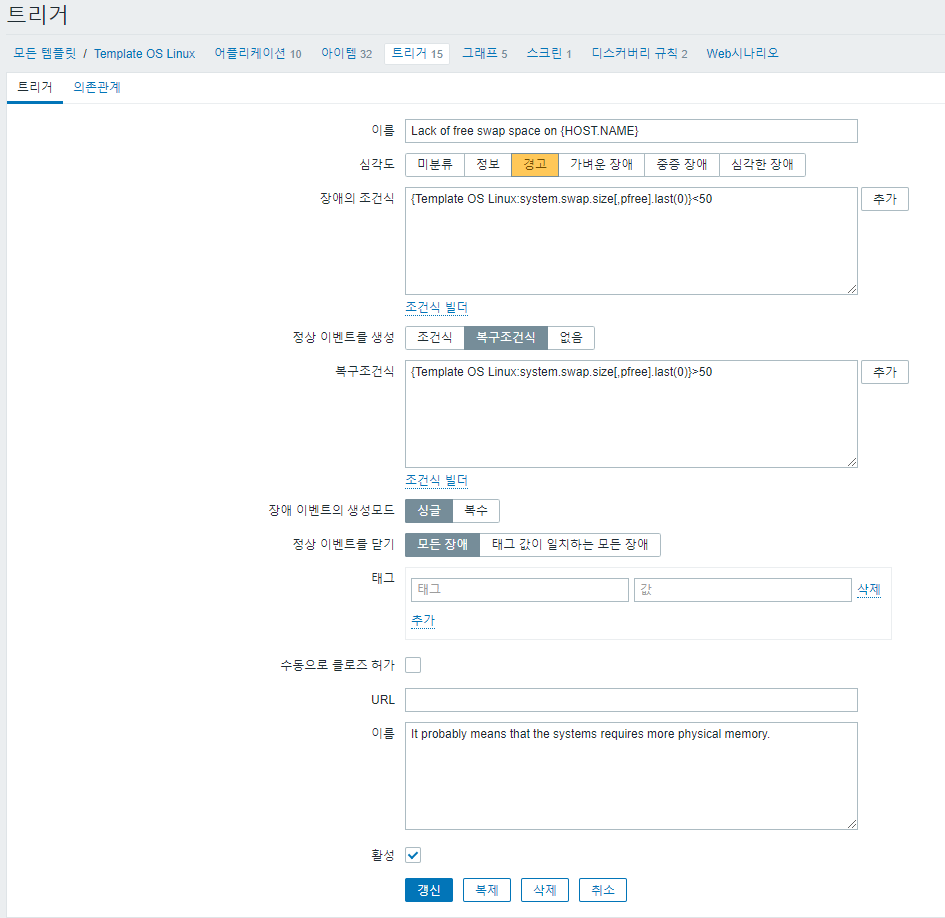 트리거
모든 템플릿 / Template OS Linux 어플리케이션 10 아이템 32 트리거 15 그래프 5 스크린 1 디스커버리 규칙 2 Web시나리오
트리거 의존관계
이름 Lack of free swap space on {HOST.NAME}
심각도 미분류 정보 경고 가벼운 장애 중증 장애 심각한 장애
장애의 조건식 {Template OS Linux:system.swap.size[,pfree].last(0)}<50 추가
조건식 빌더
정상 이벤트를 생성 조건식 복구조건식 없음
복구조건식 {Template OS Linux:system.swap.size[,pfree].last(0)}>50 추가
조건식 빌더
장애 이벤트의 생성모드 싱글 복수
정상 이벤트를 닫기 모든 장애 태그 값이 일치하는 모든 장애
태그 태그 값 삭제
추가
수동으로 클로즈 허가
URL
이름 It probably means that the systems requires more physical memory.
활성
갱신 복제 삭제 취소